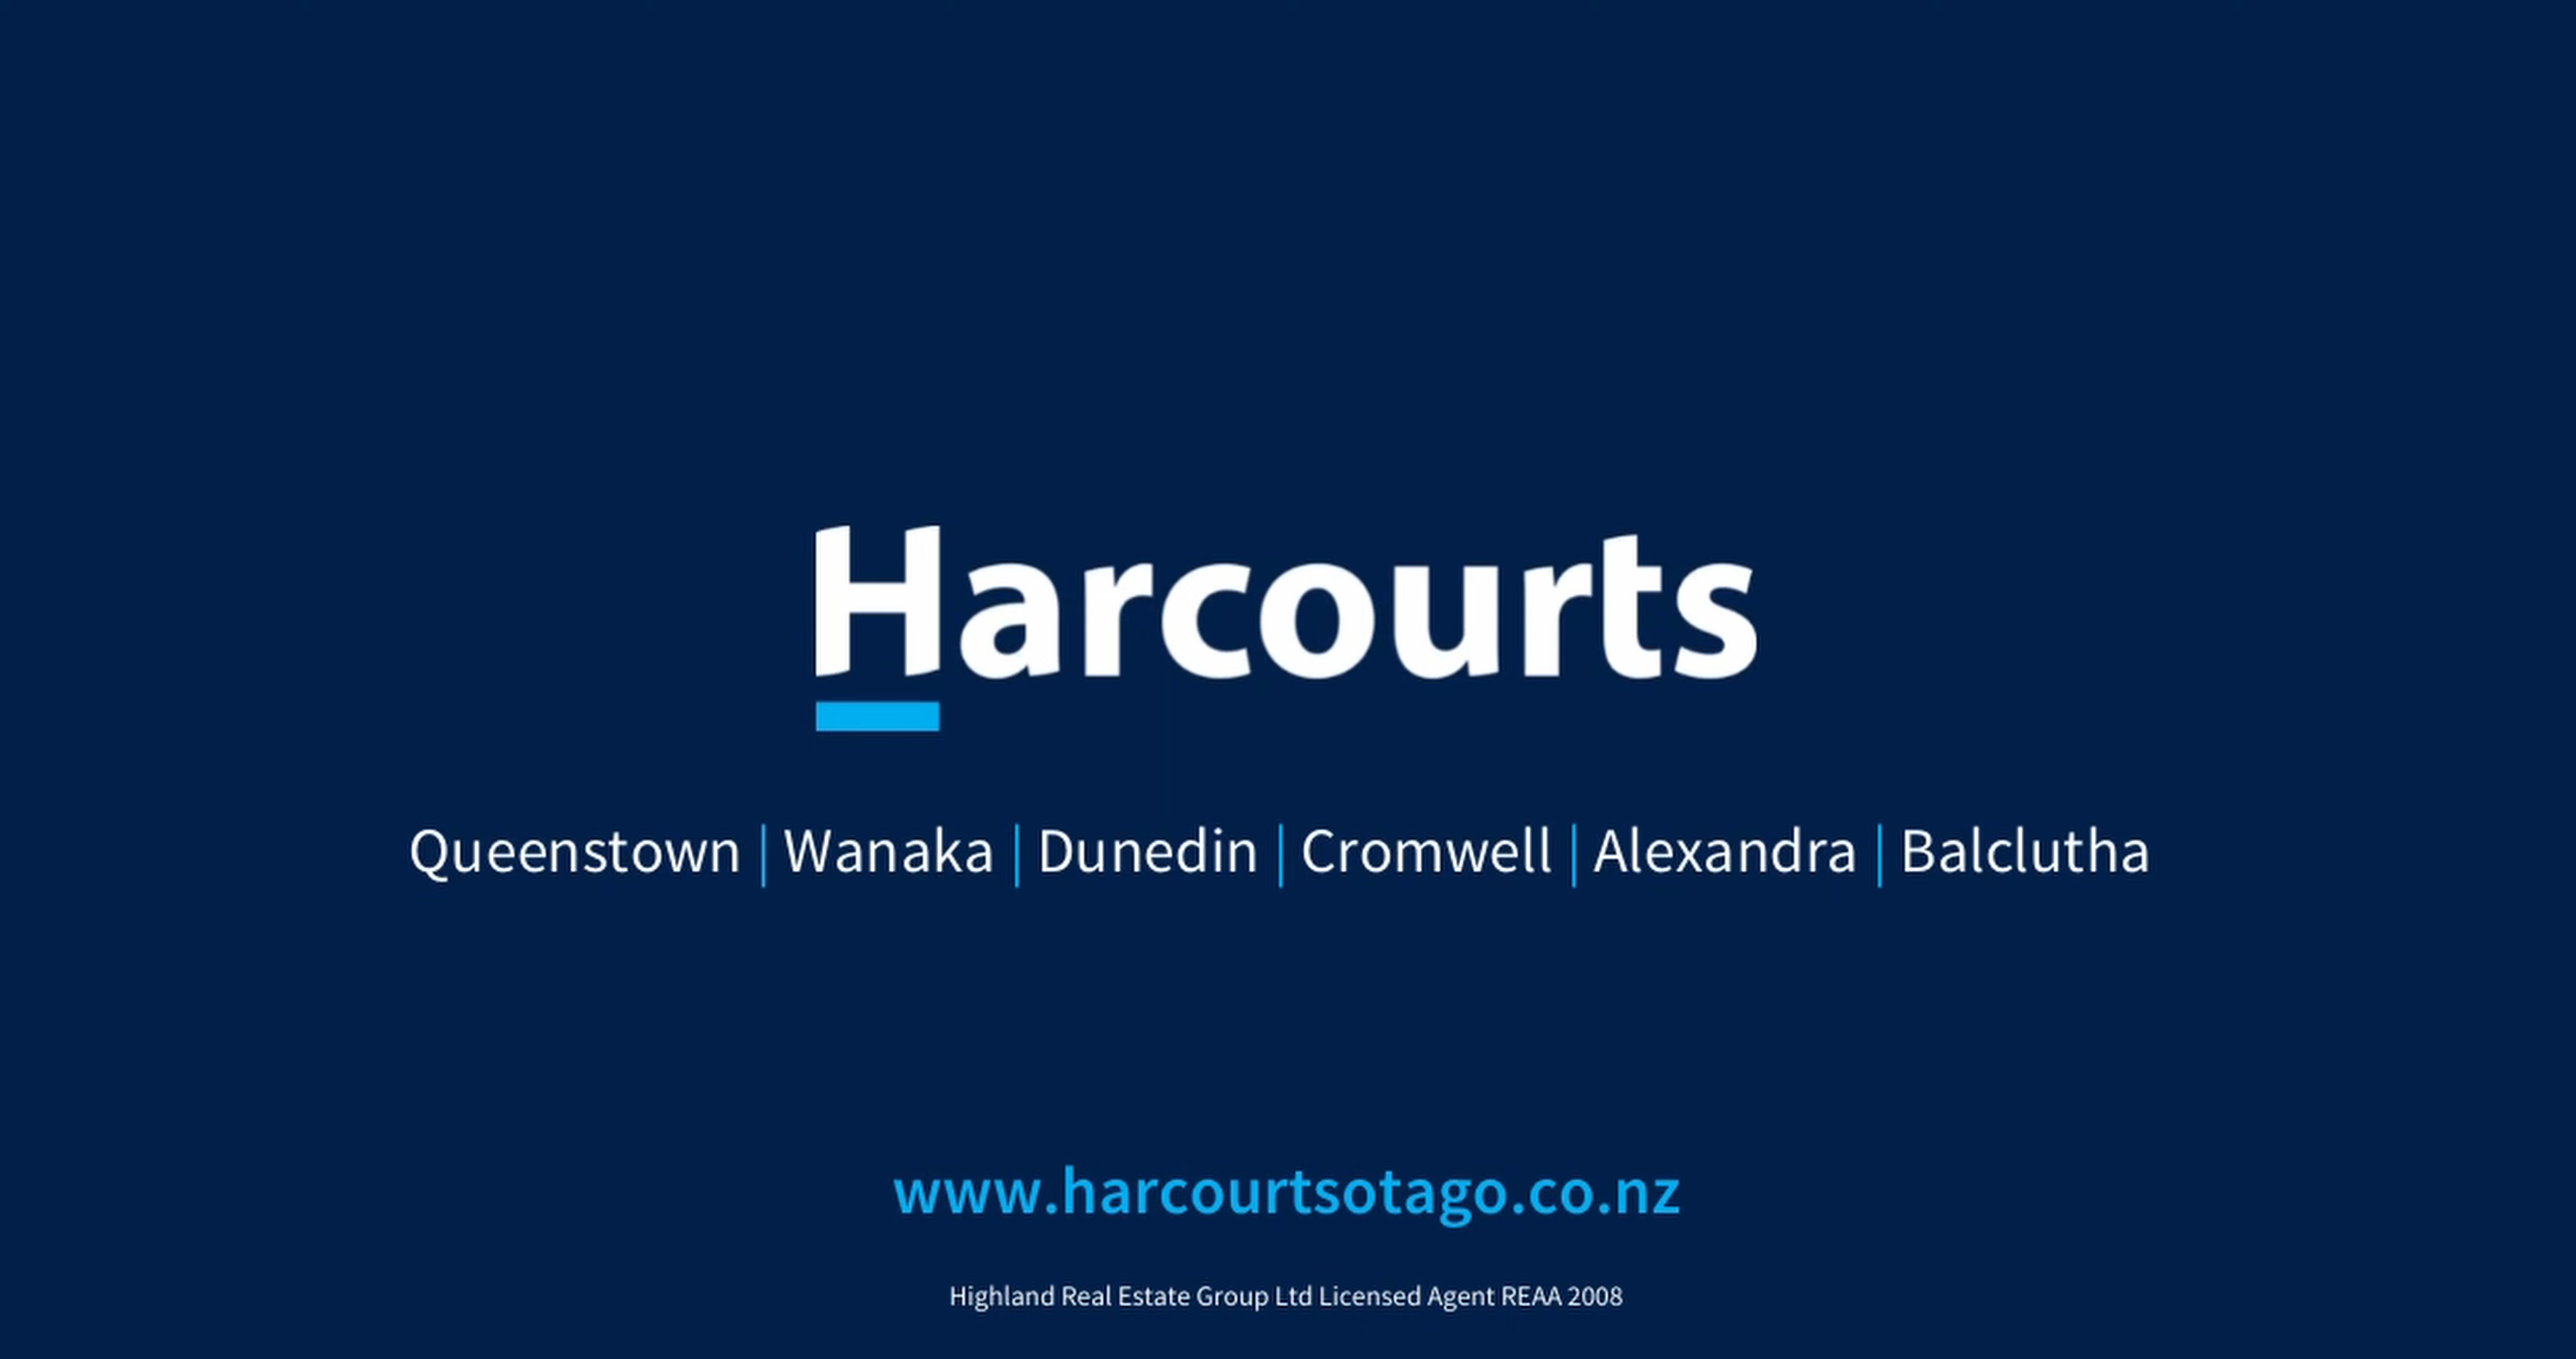 Harcourts
Queenstown | Wanaka | Dunedin | Cromwell | Alexandra | Balclutha
www.harcourtsotago.co.nz
Highland Real Estate Group Ltd Licensed Agent REAA 2008